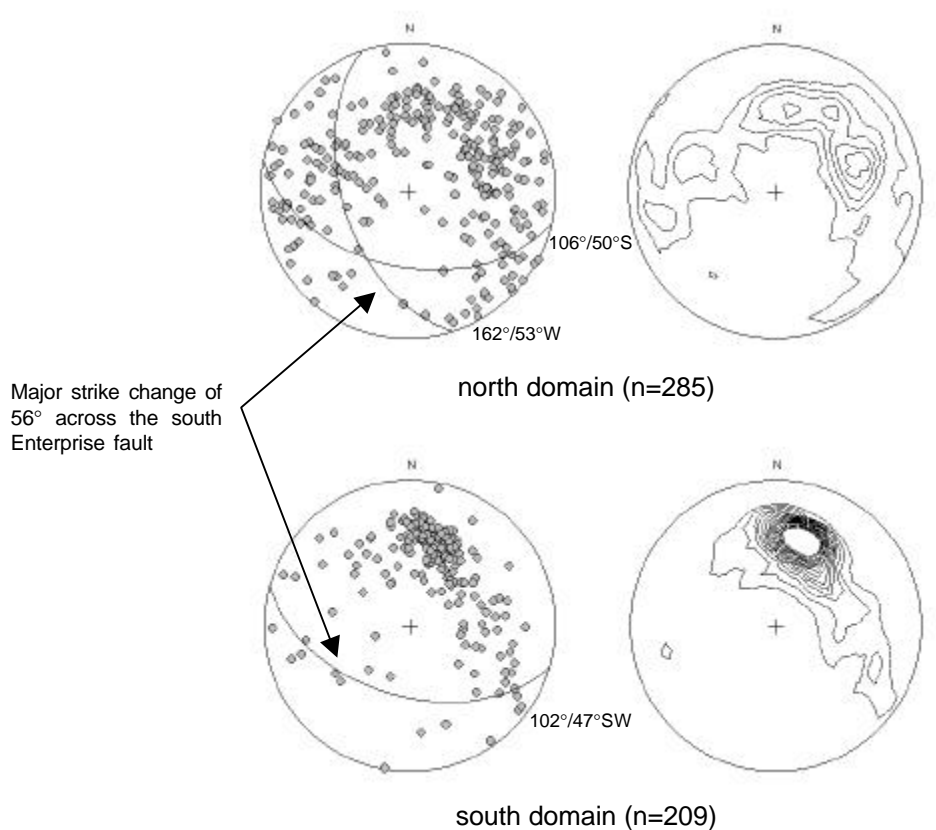 N
N
106°/50°S
162°/53°W
north domain (n=285)
Major strike change of
56° across the south
Enterprise fault
N
N
102°/47°SW
south domain (n=209)